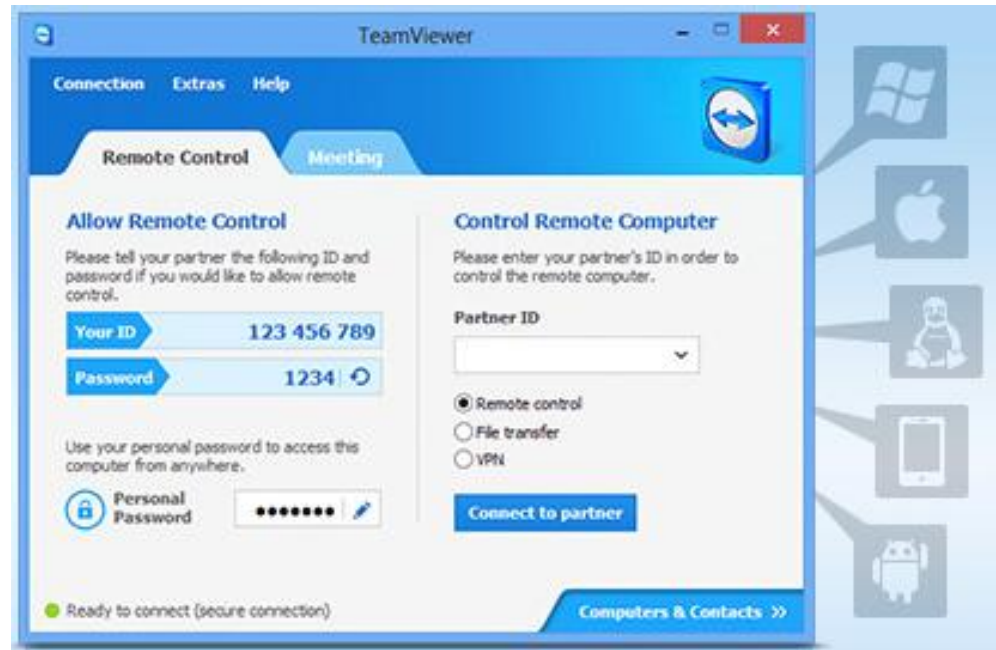 TeamViewer
Connection Extras Help
Remote Control Meeting
Allow Remote Control
Please tell your partner the following ID and
password if you would like to allow remote
control.
Your ID 123 456 789
Password 1234
Use your personal password to access this
computer from anywhere.
Personal
Password
Control Remote Computer
Please enter your partner's ID in order to
control the remote computer.
Partner ID
Remote control
File transfer
VPN
Connect to partner
Ready to connect (secure connection)
Computers & Contacts >>